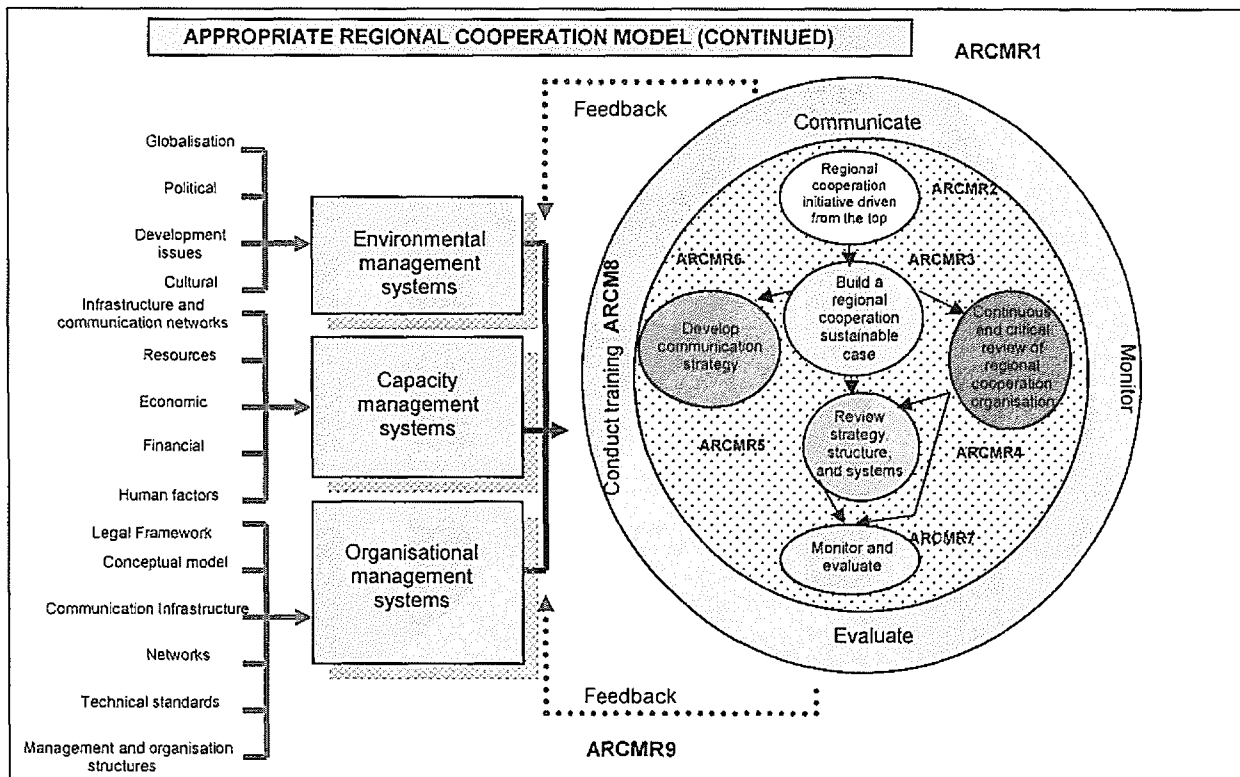 APPROPRIATE REGIONAL COOPERATION MODEL (CONTINUED)
ARCMR1
Feedback
Globalisation
Political
Development
issues
Cultural
Infrastructure and
communication networks
Resources
Economic
Financial
Human factors
Legal Framework
Conceptual model
Communication Infrastructure
Networks
Technical standards
Management and organisation
structures
Environmental
management
systems
Capacity
management
systems
Organisational
management
systems
Communicate
Regional
cooperation
initiative driven
from the top
ARCMR2
ARCMR6
ARCMR3
Build a
regional
cooperation
sustainable
case
Develop
communication
strategy
Continuous
and critical
review of
regional
cooperation
organisation
Conduct training ARCM8
Monitor
ARCMR5
Review
strategy,
structure,
and systems
ARCMR4
ARCMR7
Monitor and
evaluate
Evaluate
Feedback
ARCMR9